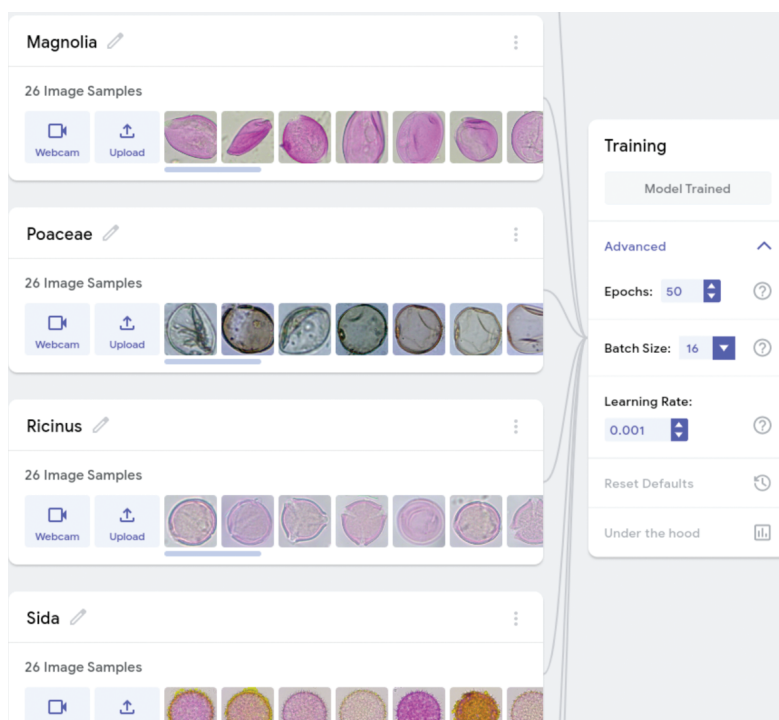 Magnolia
26 Image Samples
Webcam
Upload
Poaceae
26 Image Samples
Webcam
Upload
Ricinus
26 Image Samples
Webcam
Upload
Sida
26 Image Samples
Training
Model Trained
Advanced
Epochs: 50
Batch Size: 16
Learning Rate:
0.001
Reset Defaults
Under the hood